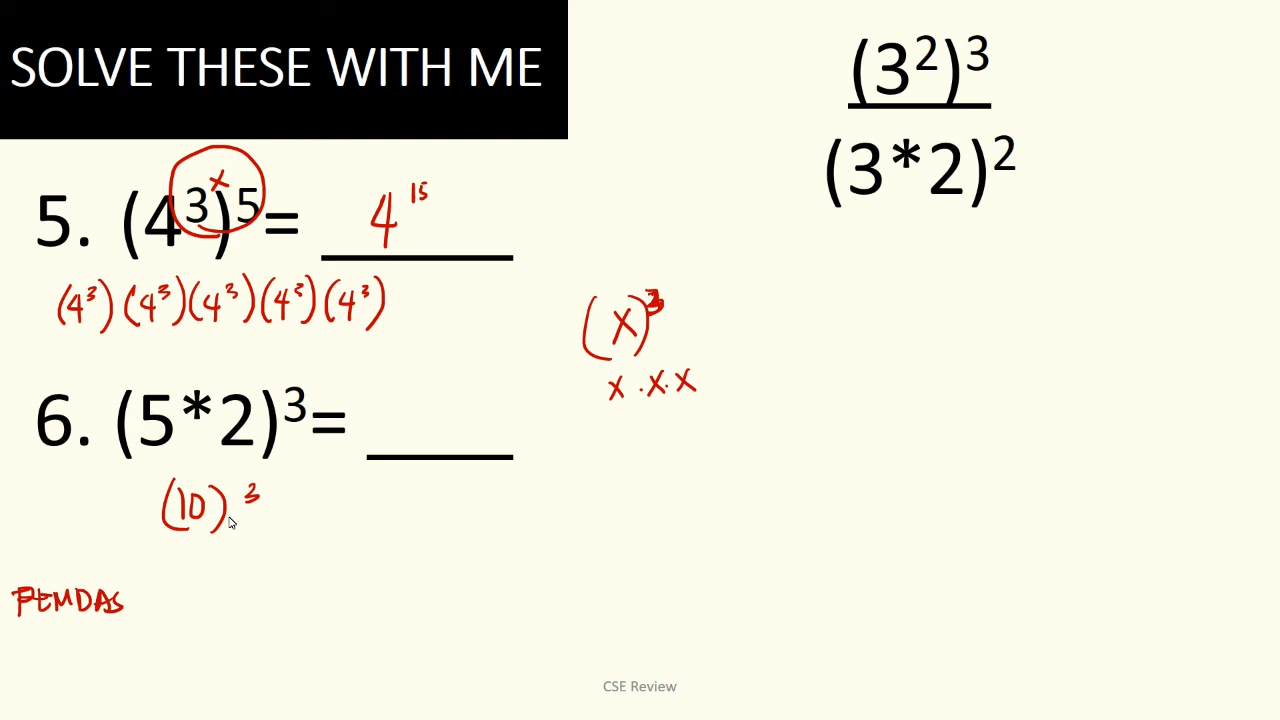 SOLVE THESE WITH ME
(3²)³
(3*2)²
5. (4³)⁵= 4¹⁵
×
(4³)(4³)(4³)(4³)(4³)
(x)³
x·x·x
6. (5*2)³= ______
(10)³
PEMDAS
CSE Review